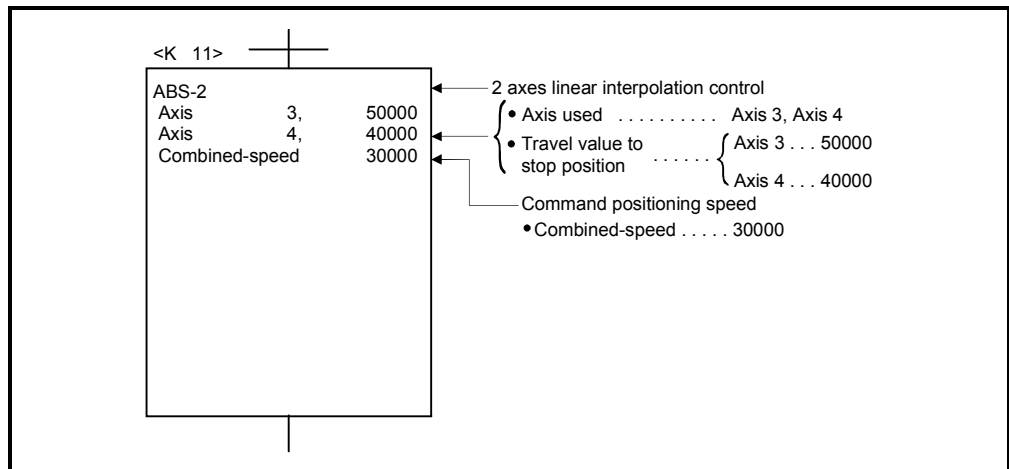 <K 11>
ABS-2
Axis 3, 50000
Axis 4, 40000
Combined-speed 30000
2 axes linear interpolation control
• Axis used . . . . . . . . . . Axis 3, Axis 4
• Travel value to
stop position . . . . . .
Axis 3 . . . 50000
Axis 4 . . . 40000
Command positioning speed
• Combined-speed . . . . . 30000